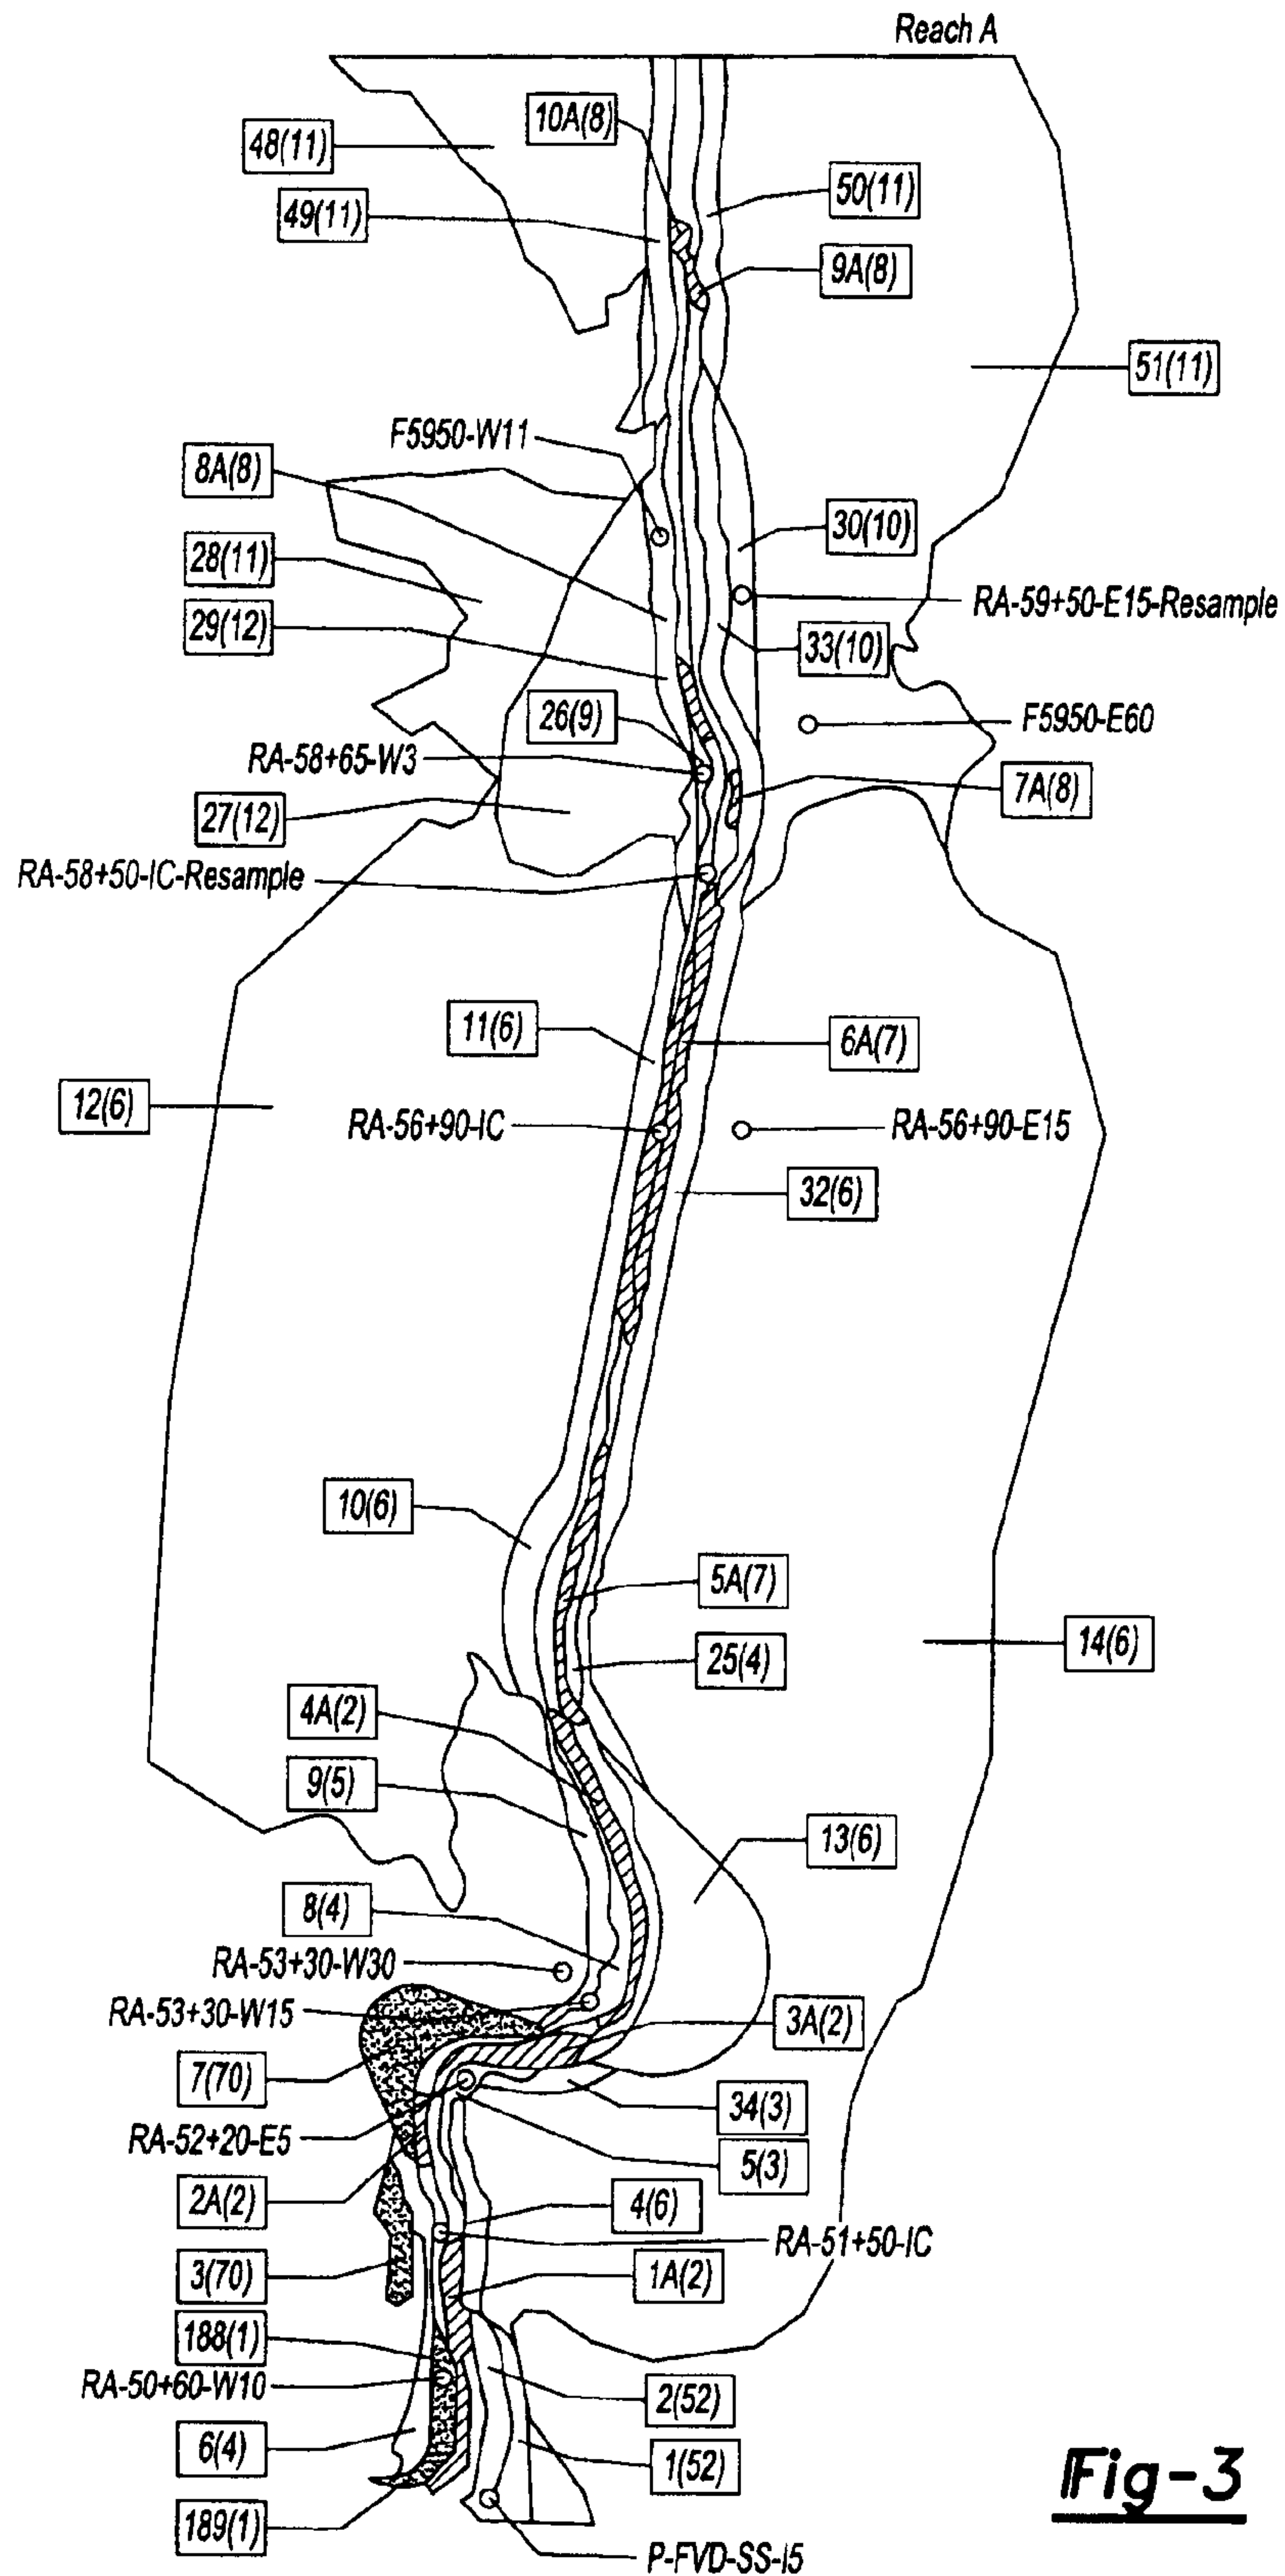 Reach A
10A(8)
48(11)
50(11)
49(11)
9A(8)
51(11)
F5950-W11
8A(8)
30(10)
28(11)
RA-59+50-E15-Resample
29(12)
33(10)
26(9)
F5950-E60
RA-58+65-W3
7A(8)
27(12)
RA-58+50-IC-Resample
11(6)
6A(7)
12(6)
RA-56+90-IC
RA-56+90-E15
32(6)
10(6)
5A(7)
14(6)
25(4)
4A(2)
9(5)
13(6)
8(4)
RA-53+30-W30
RA-53+30-W15
3A(2)
7(70)
34(3)
RA-52+20-E5
5(3)
2A(2)
4(6)
RA-51+50-IC
3(70)
1A(2)
188(1)
RA-50+60-W10
2(52)
6(4)
1(52)
Fig-3
189(1)
P-FVD-SS-I5